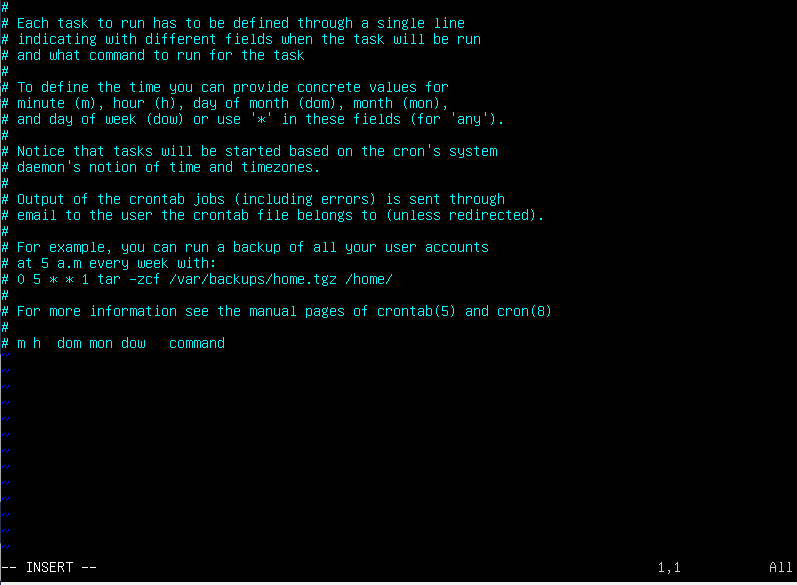 #
# Each task to run has to be defined through a single line
# indicating with different fields when the task will be run
# and what command to run for the task
#
# To define the time you can provide concrete values for
# minute (m), hour (h), day of month (dom), month (mon),
# and day of week (dow) or use '*' in these fields (for 'any').
#
# Notice that tasks will be started based on the cron's system
# daemon's notion of time and timezones.
#
# Output of the crontab jobs (including errors) is sent through
# email to the user the crontab file belongs to (unless redirected).
#
# For example, you can run a backup of all your user accounts
# at 5 a.m every week with:
# 0 5 * * 1 tar -zcf /var/backups/home.tgz /home/
#
# For more information see the manual pages of crontab(5) and cron(8)
#
# m h  dom mon dow   command
~
~
~
~
~
~
~
~
~
~
~
~
~
-- INSERT -- 1,1 All